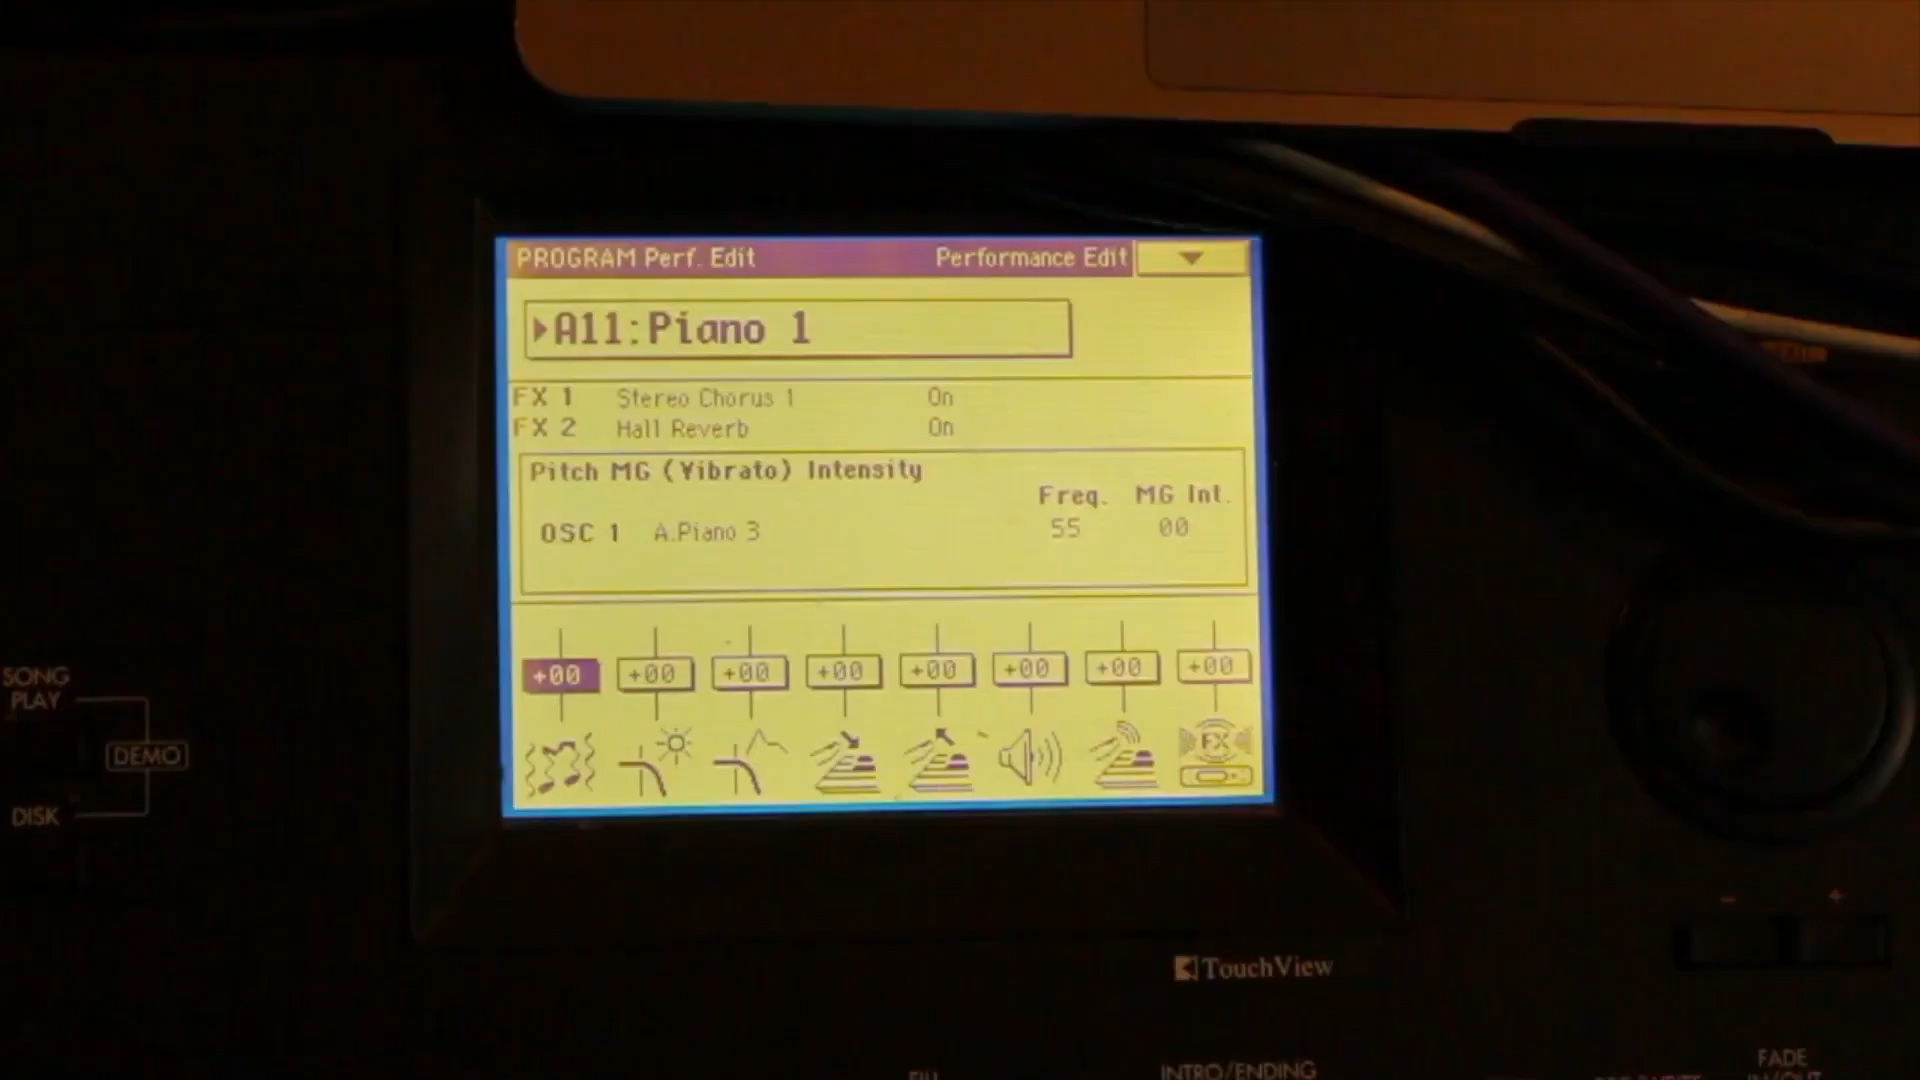 PROGRAM Perf. Edit Performance Edit
A11:Piano 1
FX 1 Stereo Chorus 1 On
FX 2 Hall Reverb On
Pitch MG (Vibrato) Intensity
Freq. MG Int.
OSC 1 A.Piano 3 55 00
+00 +00 +00 +00 +00 +00 +00 +00
FX
SONG
PLAY
DEMO
DISK
- +
TouchView
INTRO/ENDING
FADE
IN/OUT